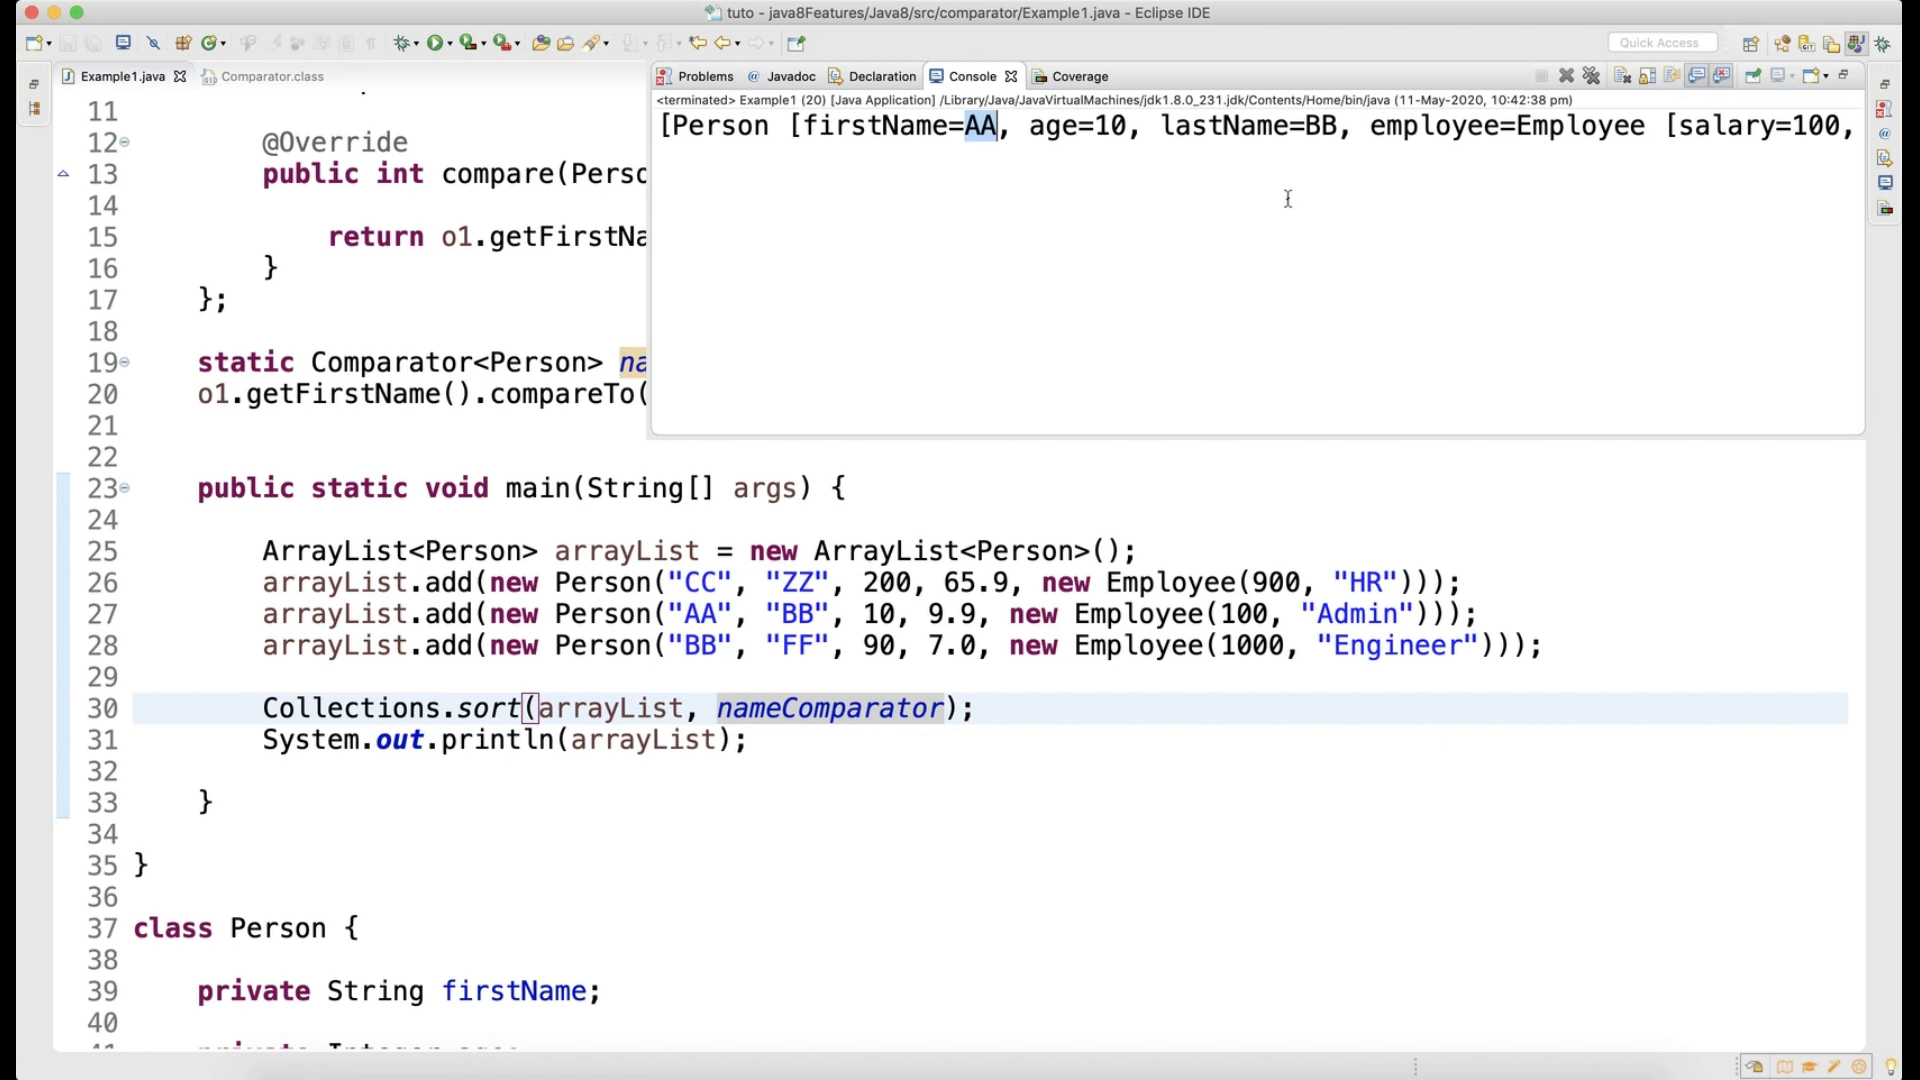 tuto - java8Features/Java8/src/comparator/Example1.java - Eclipse IDE
Quick Access
Example1.java
Comparator.class
Problems @ Javadoc Declaration Console Coverage
<terminated> Example1 (20) [Java Application] /Library/Java/JavaVirtualMachines/jdk1.8.0_231.jdk/Contents/Home/bin/java (11-May-2020, 10:42:38 pm)
[Person [firstName=AA, age=10, lastName=BB, employee=Employee [salary=100,
11
12 @Override
13 public int compare(Perso
14
15 return o1.getFirstNa
16 }
17 };
18
19 static Comparator<Person> na
20 o1.getFirstName().compareTo(
21
22
23 public static void main(String[] args) {
24
25 ArrayList<Person> arrayList = new ArrayList<Person>();
26 arrayList.add(new Person("CC", "ZZ", 200, 65.9, new Employee(900, "HR")));
27 arrayList.add(new Person("AA", "BB", 10, 9.9, new Employee(100, "Admin")));
28 arrayList.add(new Person("BB", "FF", 90, 7.0, new Employee(1000, "Engineer")));
29
30 Collections.sort(arrayList, nameComparator);
31 System.out.println(arrayList);
32
33 }
34
35 }
36
37 class Person {
38
39 private String firstName;
40